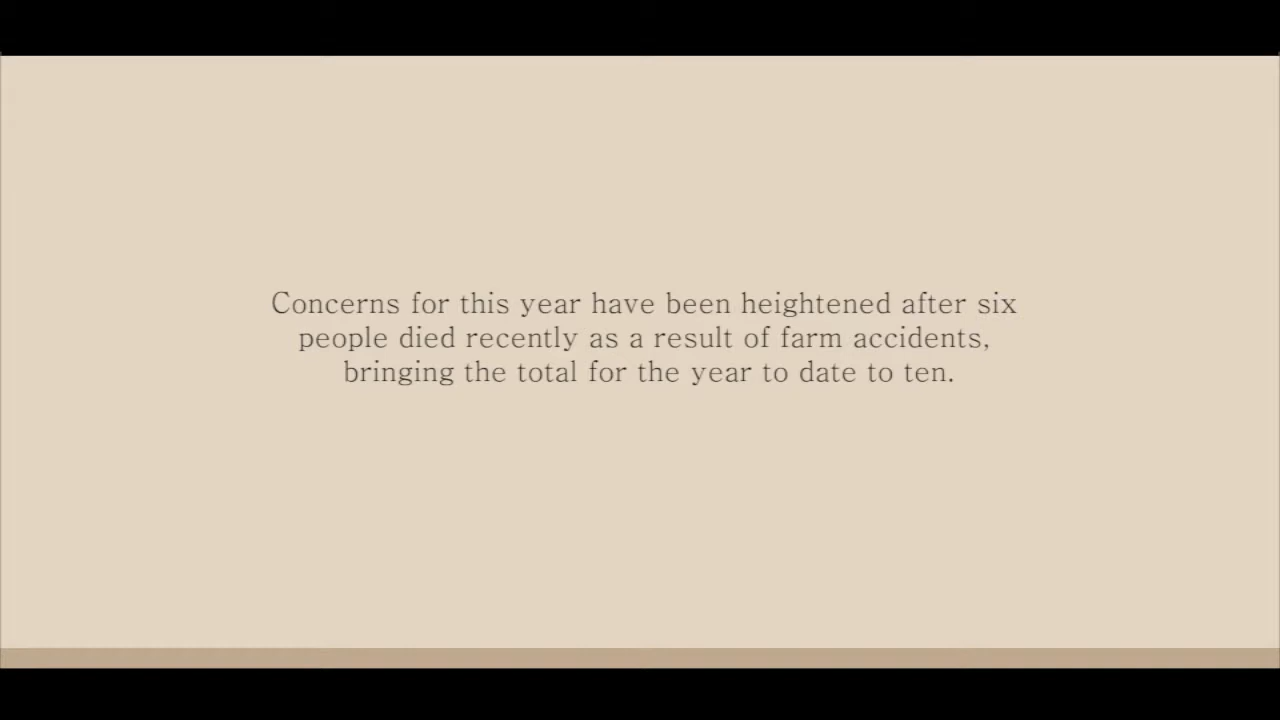 Concerns for this year have been heightened after six
people died recently as a result of farm accidents,
bringing the total for the year to date to ten.